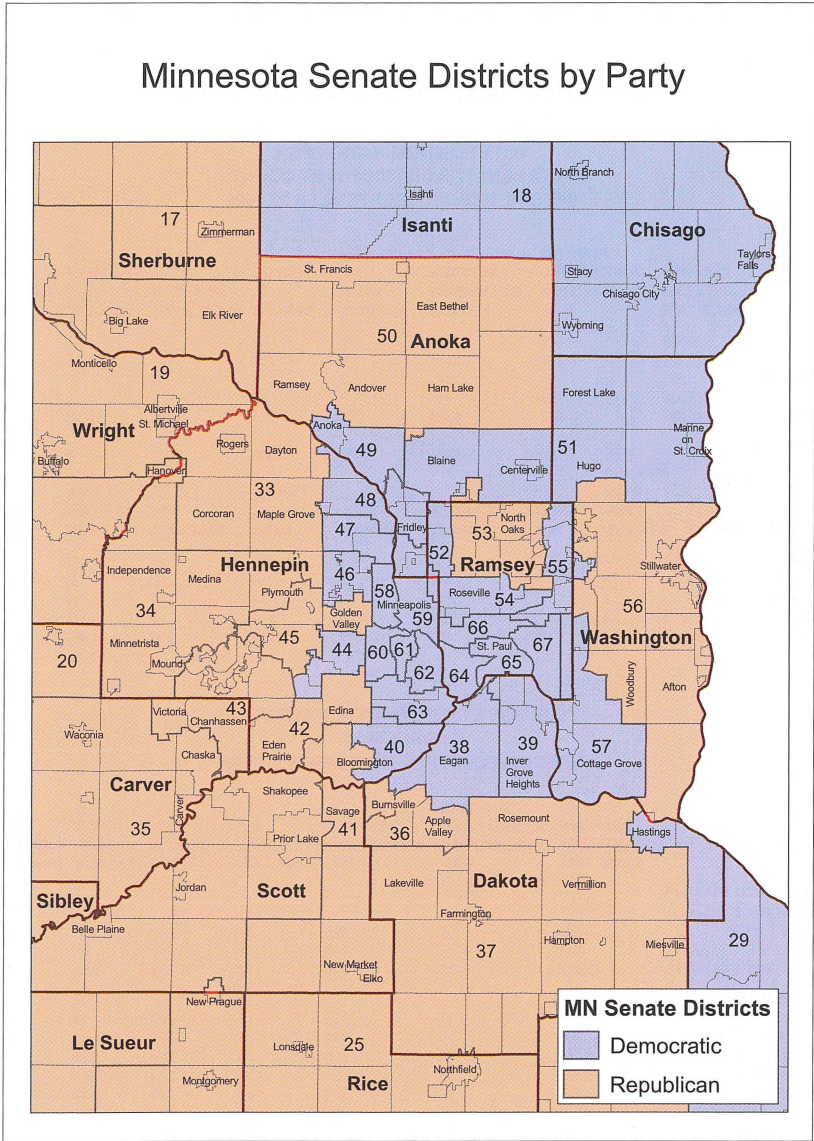 Minnesota Senate Districts by Party
North Branch
Isanti
18
17
Isanti
Zimmerman
Chisago
Sherburne
Taylors
Falls
St. Francis
Stacy
Chisago City
East Bethel
Big Lake
Elk River
Wyoming
50
Anoka
Monticello
19
Ramsey
Andover
Ham Lake
Forest Lake
Albertville
St. Michael
Wright
Anoka
Marine
on
St. Croix
Rogers
Dayton
49
51
Buffalo
Blaine
Centerville
Hugo
Hanover
33
48
Corcoran
Maple Grove
North
Oaks
47
Fridley
53
52
Hennepin
Ramsey
55
Stillwater
Independence
Medina
46
Plymouth
58
Roseville
54
34
Minneapolis
56
Golden
Valley
59
66
Washington
Minnetrista
45
44
St. Paul
67
20
Mound
60
61
65
62
64
Woodbury
Afton
Victoria
43
Edina
63
Chanhassen
42
Waconia
40
38
39
57
Eden
Prairie
Chaska
Bloomington
Eagan
Inver
Grove
Heights
Cottage Grove
Carver
Shakopee
Burnsville
Carver
35
Savage
41
36
Apple
Valley
Rosemount
Prior Lake
Hastings
Jordan
Scott
Lakeville
Dakota
Vermillion
Sibley
Farmington
Belle Plaine
37
Hampton
Miesville
29
New Market
Elko
New Prague
MN Senate Districts
Le Sueur
Lonsdale
25
Democratic
Montgomery
Rice
Northfield
Republican